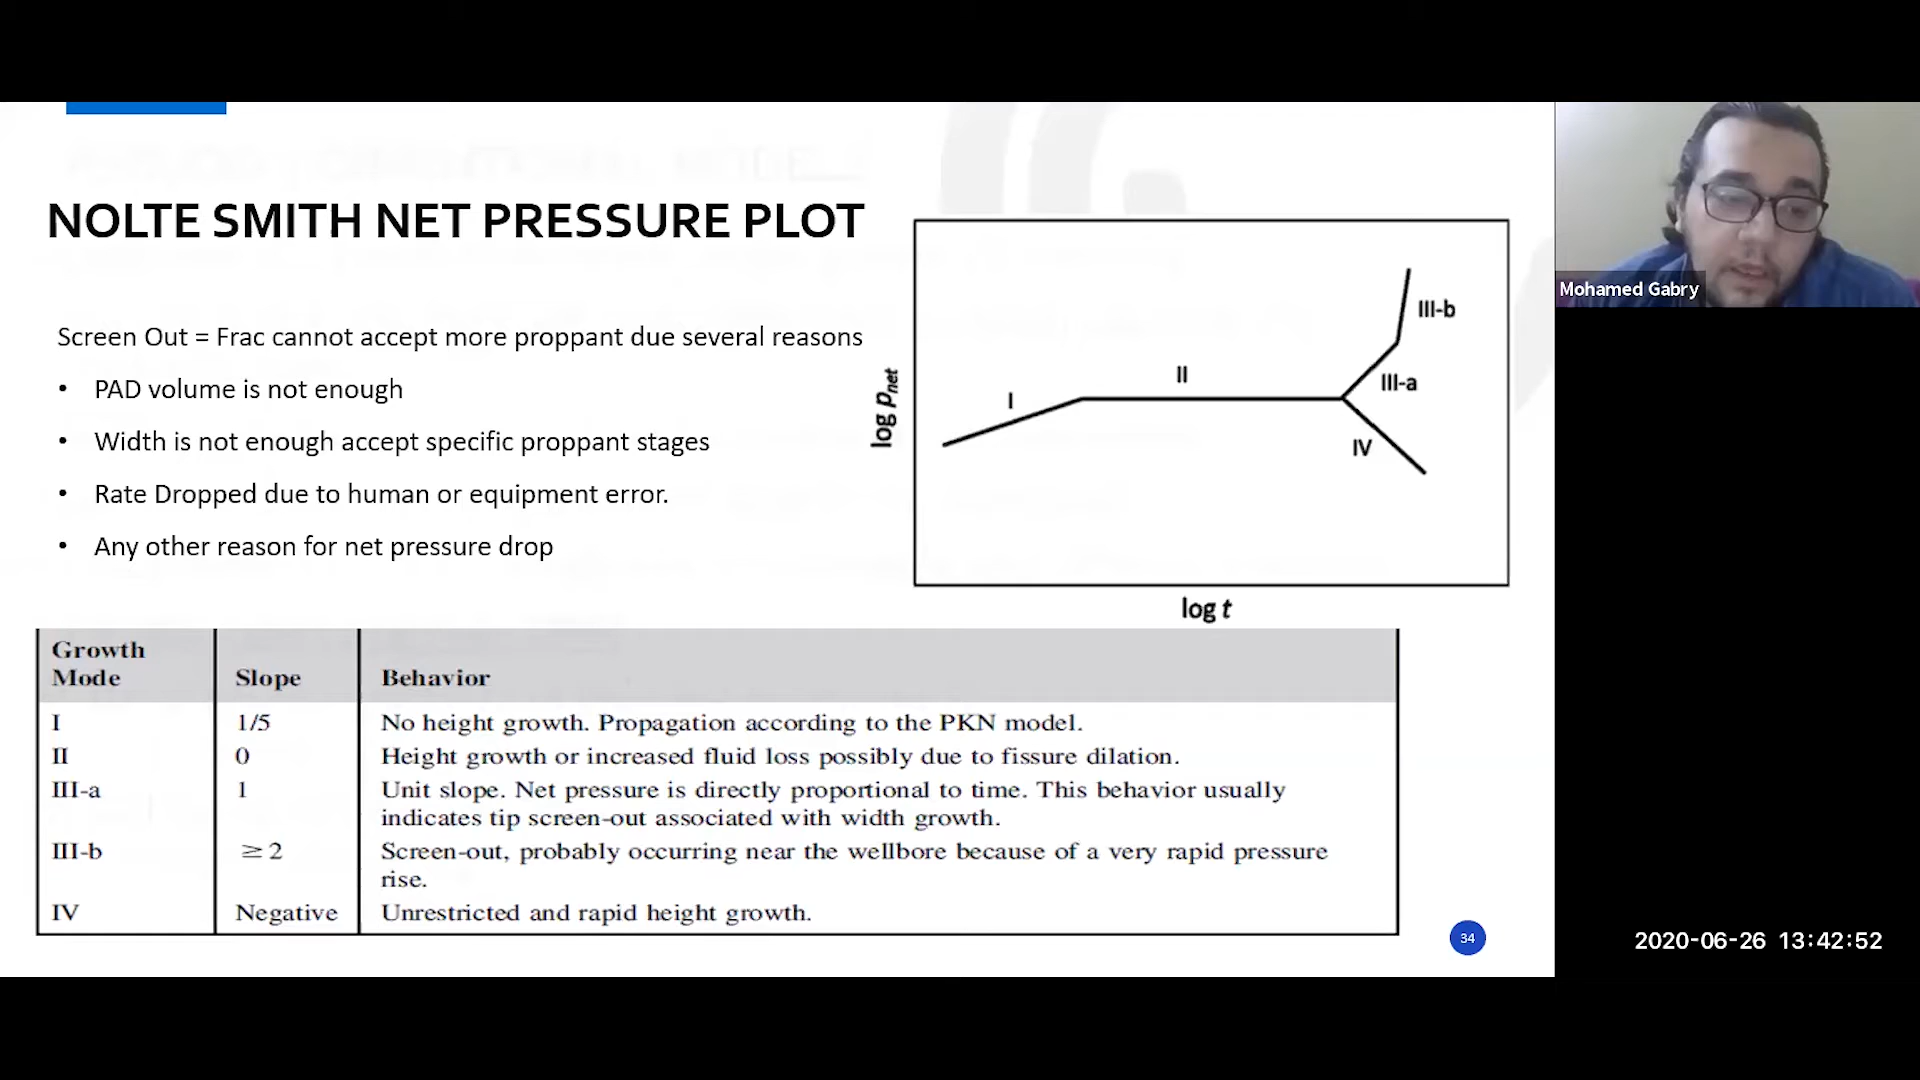 NOLTE SMITH NET PRESSURE PLOT
Screen Out = Frac cannot accept more proppant due several reasons
• PAD volume is not enough
• Width is not enough accept specific proppant stages
• Rate Dropped due to human or equipment error.
• Any other reason for net pressure drop
log pnet
I
II
III-a
III-b
IV
log t
Growth Mode Slope Behavior
I 1/5 No height growth. Propagation according to the PKN model.
II 0 Height growth or increased fluid loss possibly due to fissure dilation.
III-a 1 Unit slope. Net pressure is directly proportional to time. This behavior usually
indicates tip screen-out associated with width growth.
III-b ≥ 2 Screen-out, probably occurring near the wellbore because of a very rapid pressure
rise.
IV Negative Unrestricted and rapid height growth.
34
Mohamed Gabry
2020-06-26 13:42:52